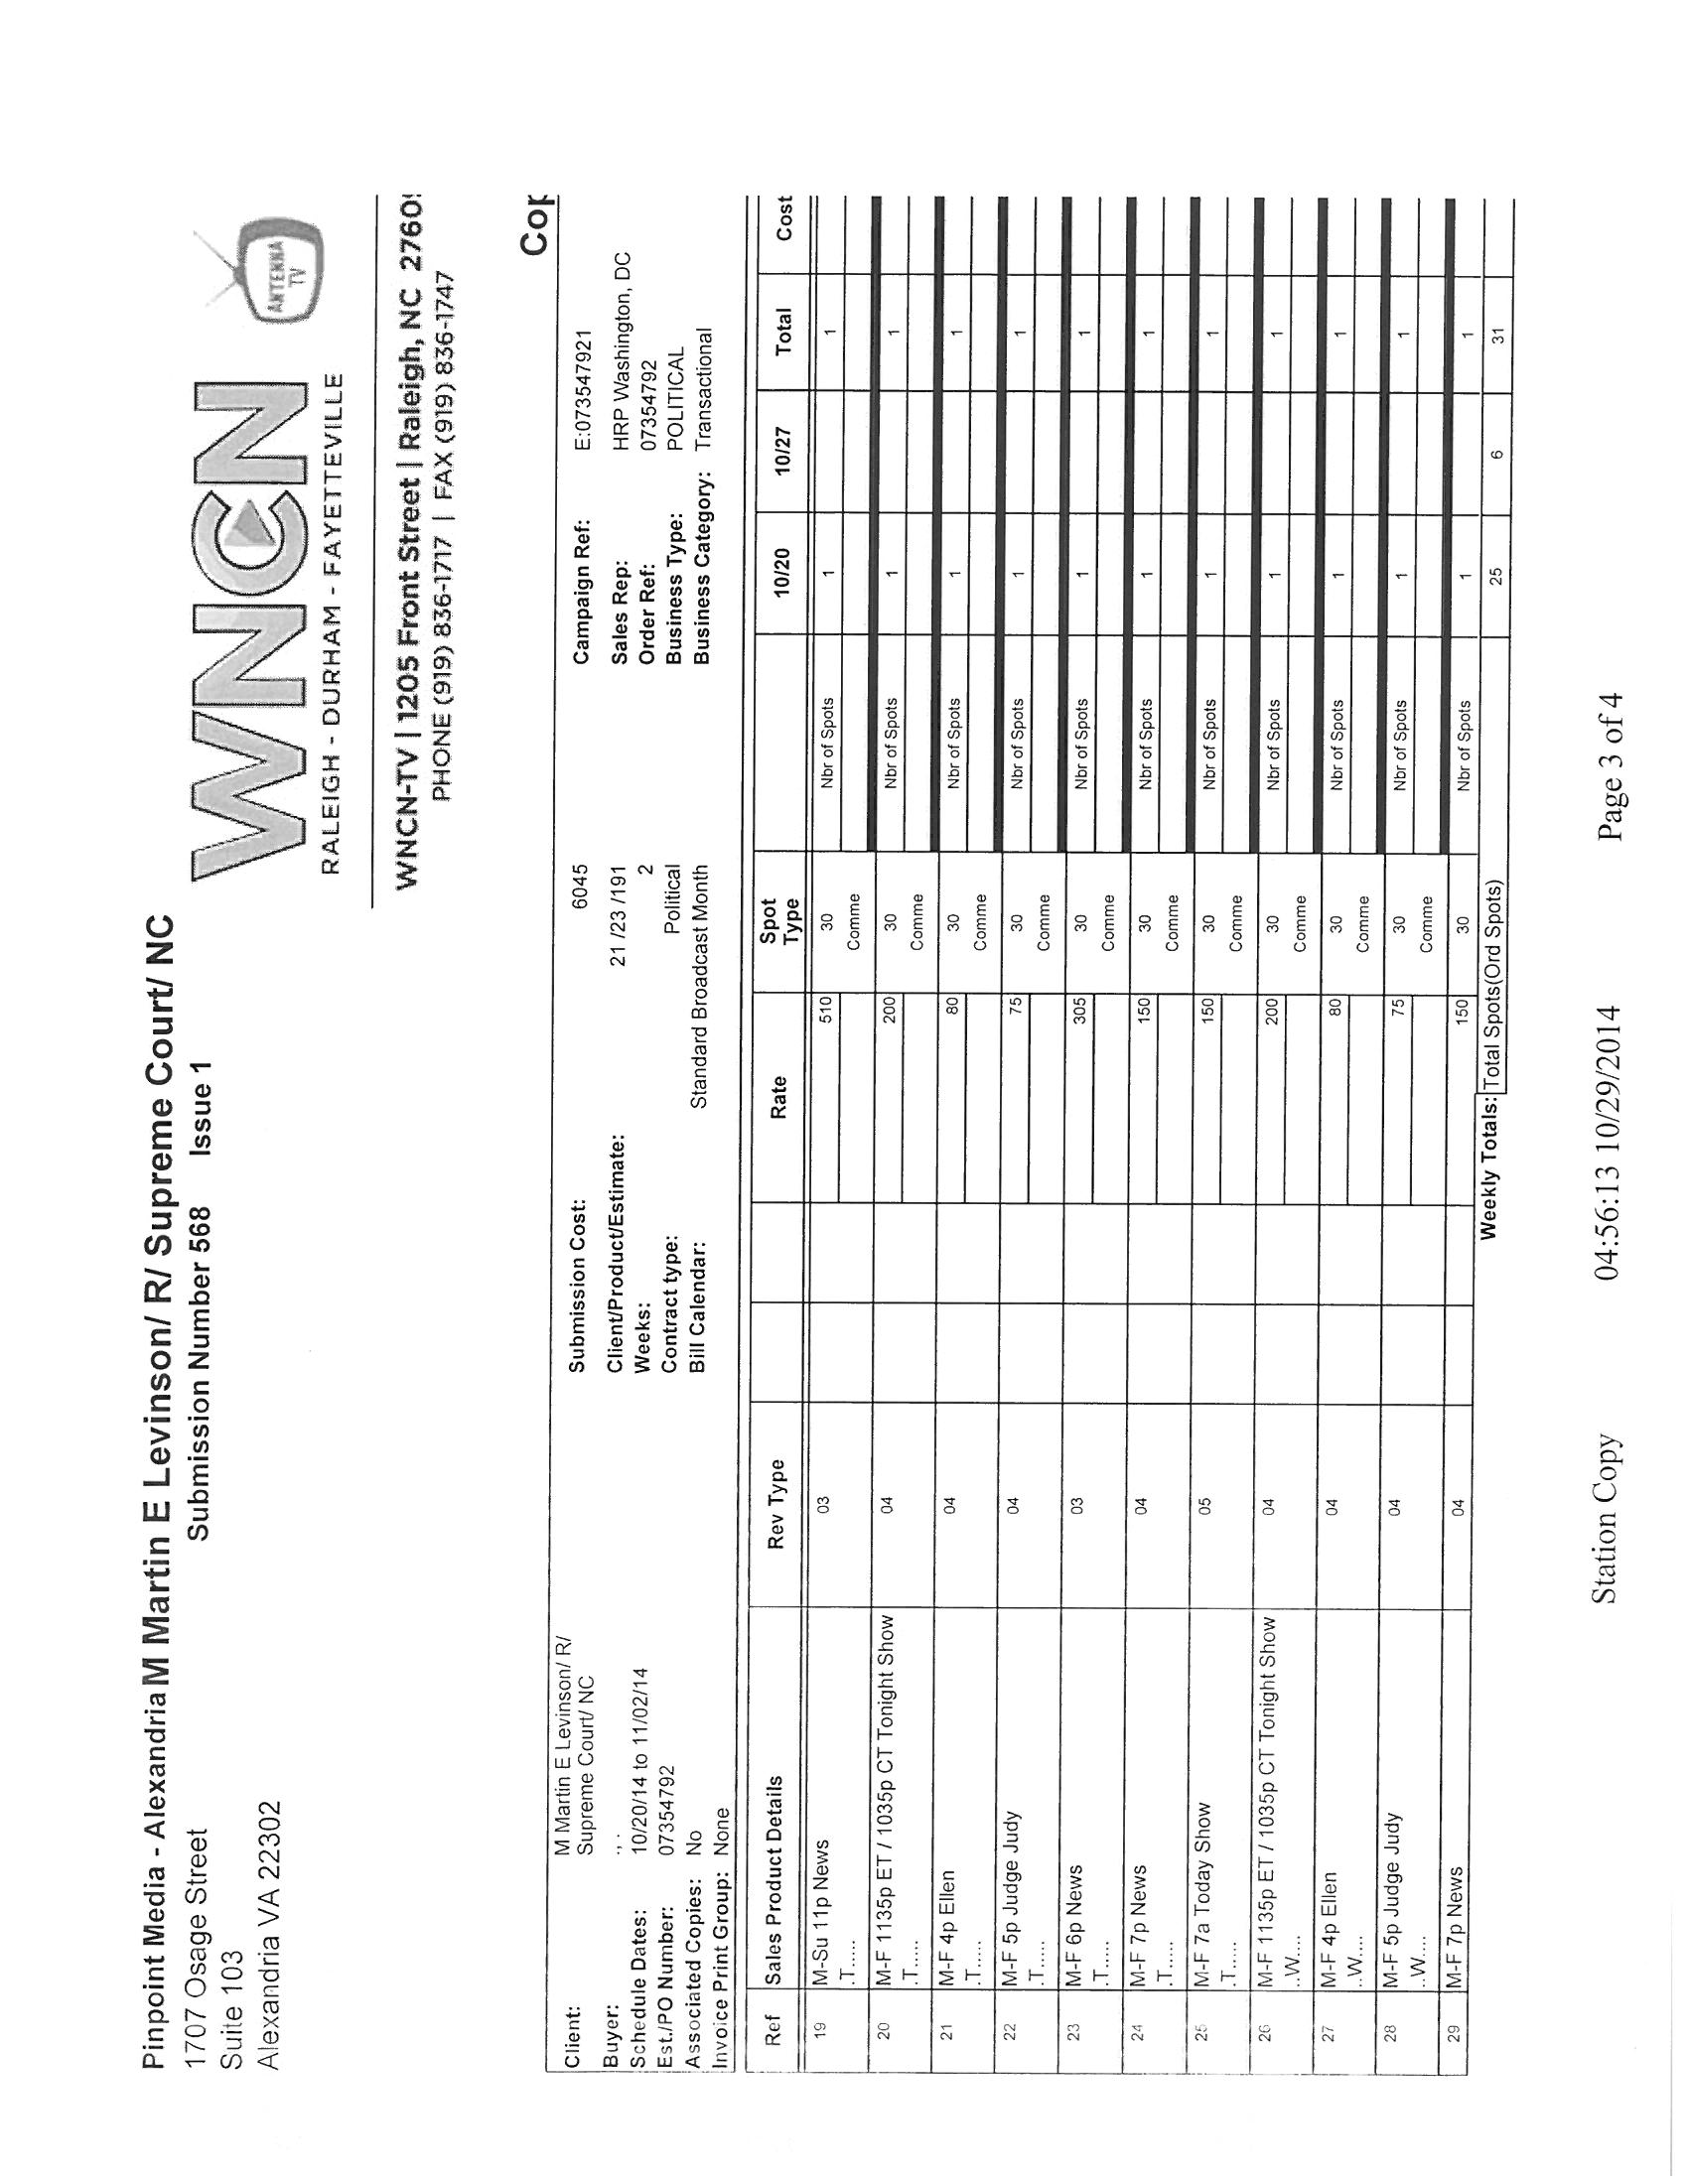 Pinpoint Media - Alexandria M Martin E Levinson/ R/ Supreme Court/ NC
1707 Osage Street
Suite 103
Alexandria VA 22302
Submission Number 568 Issue 1
WNCN
RALEIGH - DURHAM - FAYETTEVILLE
ANTENNA
TV
WNCN-TV | 1205 Front Street | Raleigh, NC 2760
PHONE (919) 836-1717 | FAX (919) 836-1747
Cop
Client: M Martin E Levinson/ R/ Supreme Court/ NC
Buyer: ., .
Schedule Dates: 10/20/14 to 11/02/14
Est./PO Number: 07354792
Associated Copies: No
Invoice Print Group: None
Submission Cost: 6045
Client/Product/Estimate: 21 /23 /191
Weeks: 2
Contract type: Political
Bill Calendar: Standard Broadcast Month
Campaign Ref: E:073547921
Sales Rep: HRP Washington, DC
Order Ref: 07354792
Business Type: POLITICAL
Business Category: Transactional
Ref Sales Product Details Rev Type Rate Spot Type 10/20 10/27 Total Cost
19 M-Su 11p News 03 510 30 Nbr of Spots 1 1
.T..... Comme
20 M-F 1135p ET / 1035p CT Tonight Show 04 200 30 Nbr of Spots 1 1
.T..... Comme
21 M-F 4p Ellen 04 80 30 Nbr of Spots 1 1
.T..... Comme
22 M-F 5p Judge Judy 04 75 30 Nbr of Spots 1 1
.T..... Comme
23 M-F 6p News 03 305 30 Nbr of Spots 1 1
.T..... Comme
24 M-F 7p News 04 150 30 Nbr of Spots 1 1
.T..... Comme
25 M-F 7a Today Show 05 150 30 Nbr of Spots 1 1
.T..... Comme
26 M-F 1135p ET / 1035p CT Tonight Show 04 200 30 Nbr of Spots 1 1
..W.... Comme
27 M-F 4p Ellen 04 80 30 Nbr of Spots 1 1
..W.... Comme
28 M-F 5p Judge Judy 04 75 30 Nbr of Spots 1 1
..W.... Comme
29 M-F 7p News 04 150 30 Nbr of Spots 1 1
Weekly Totals: Total Spots(Ord Spots) 25 6 31
Station Copy 04:56:13 10/29/2014 Page 3 of 4